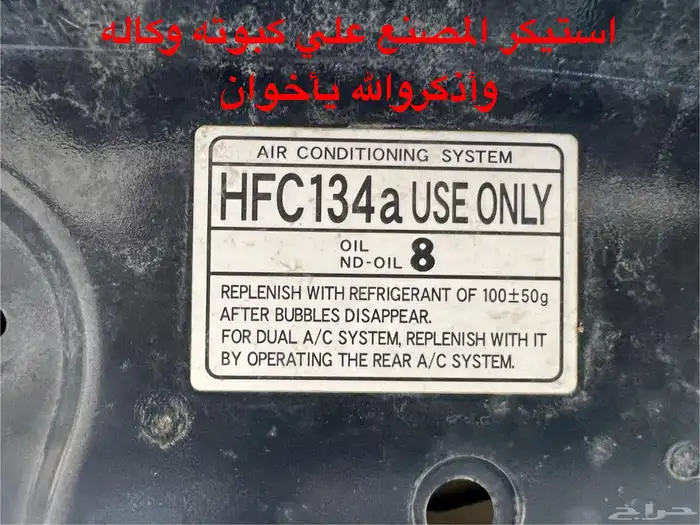 استيكر المصنع علي كبوته وكاله
وأذكروالله يأخوان
AIR CONDITIONING SYSTEM
HFC134a USE ONLY
OIL
ND-OIL 8
REPLENISH WITH REFRIGERANT OF 100±50g
AFTER BUBBLES DISAPPEAR.
FOR DUAL A/C SYSTEM, REPLENISH WITH IT
BY OPERATING THE REAR A/C SYSTEM.
حراج